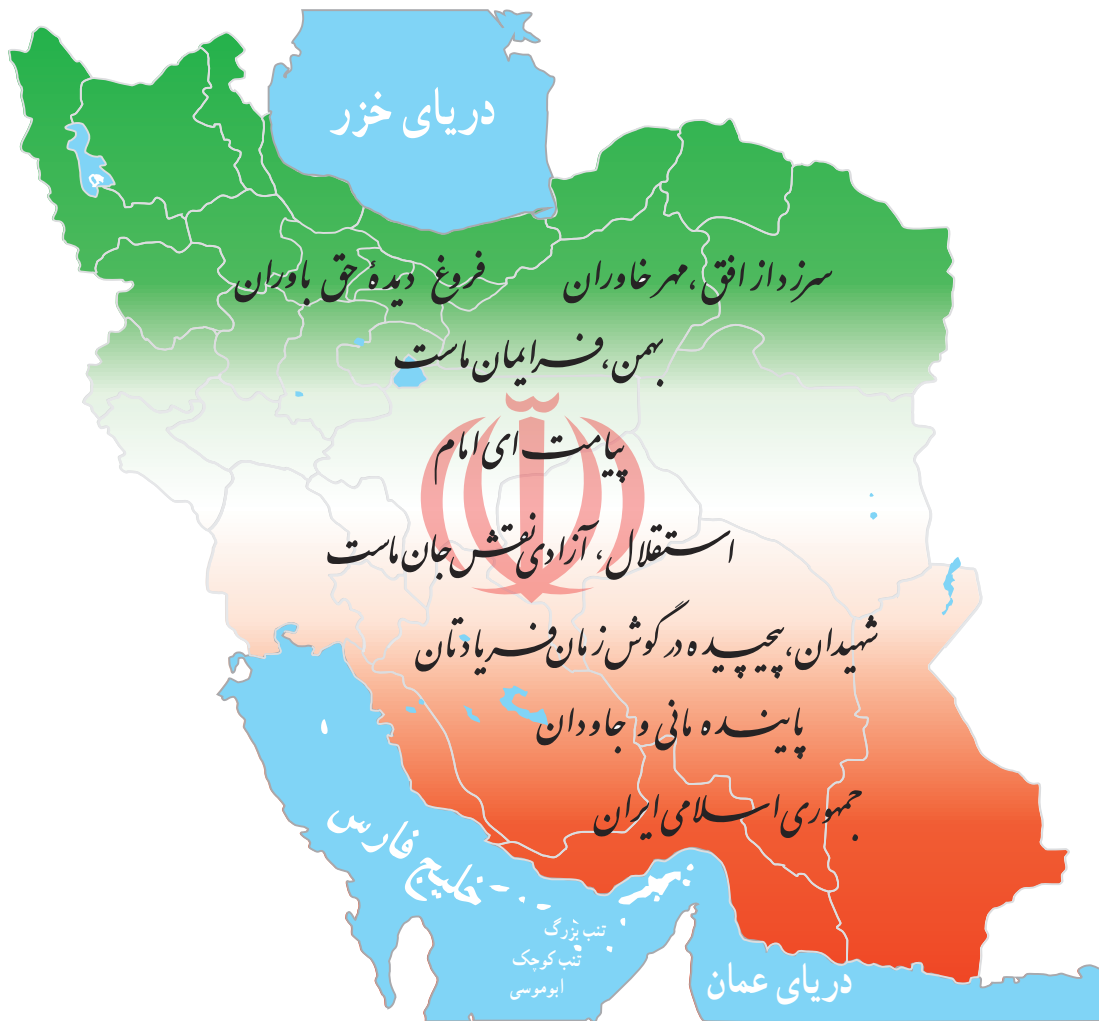 دریای خزر
سرزد از افق، مهر خاوران فروغ دیدهٔ حق باوران
بهمن، فر ایمان ماست
پیامت ای امام
استقلال، آزادی نقش جان ماست
شهیدان، پیچیده در گوش زمان فریادتان
پاینده مانی و جاودان
جمهوری اسلامی ایران
خلیج فارس
تنب بزرگ
تنب کوچک
ابوموسی
دریای عمان